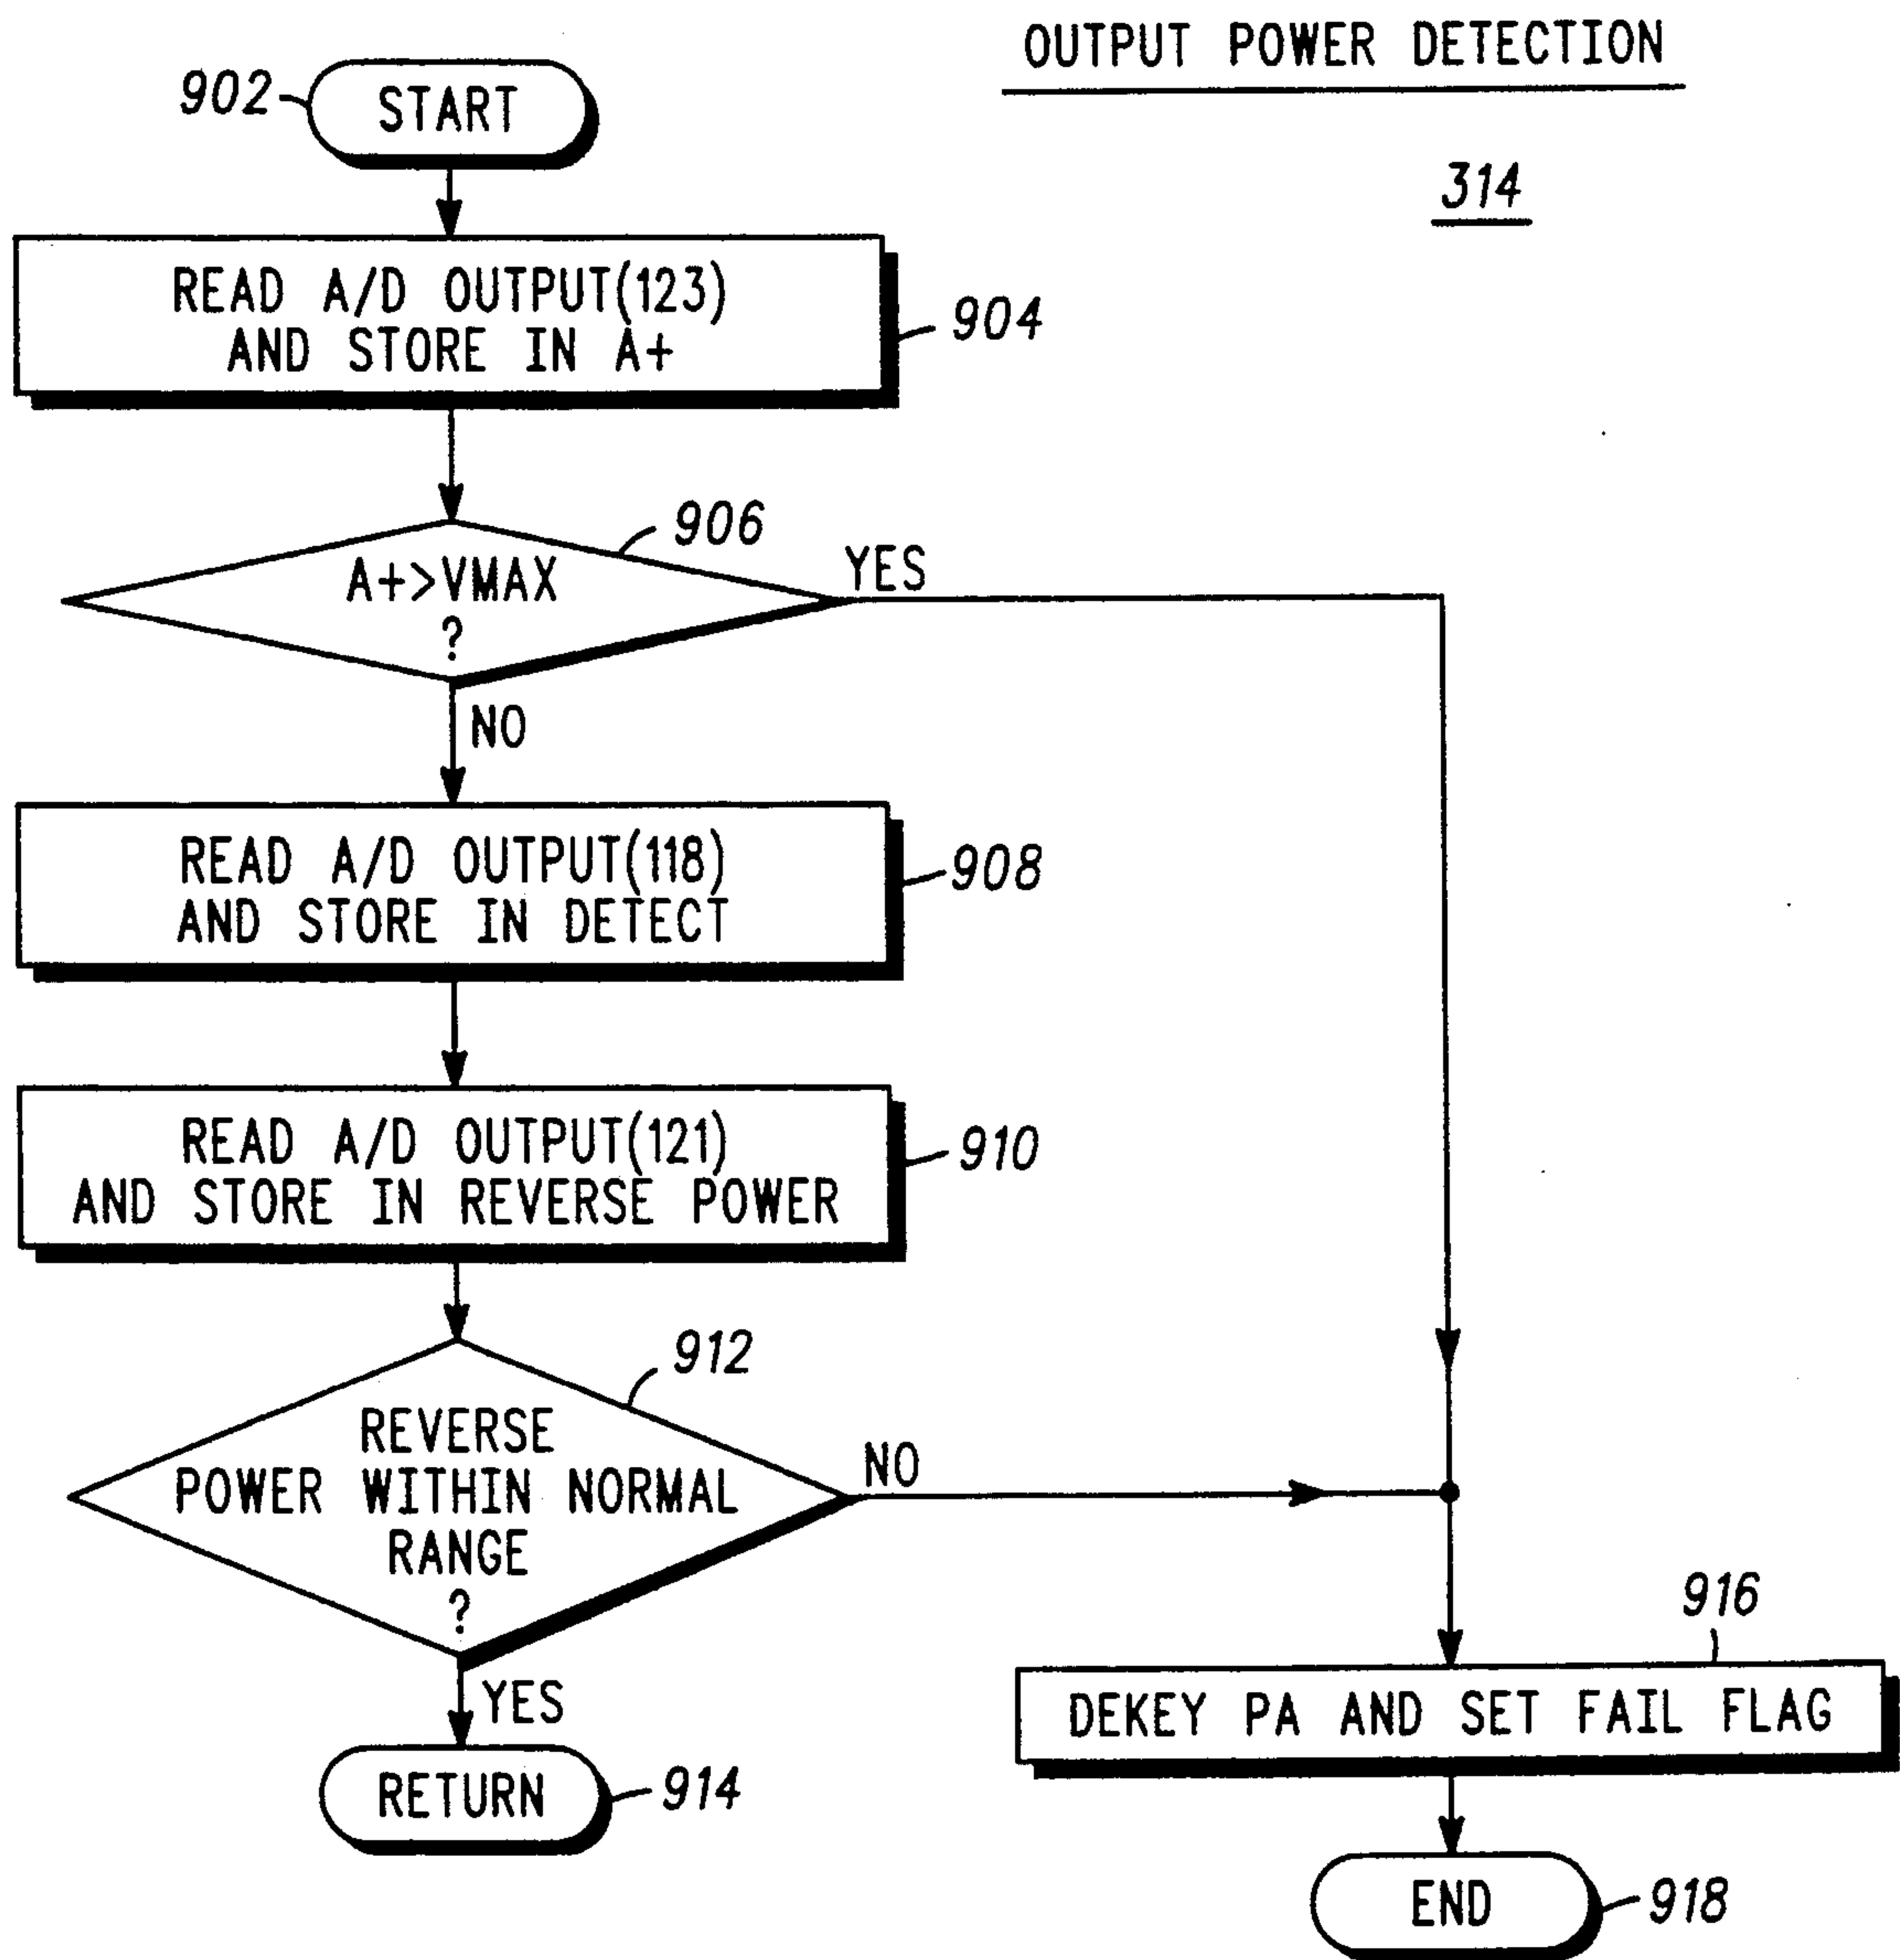 OUTPUT POWER DETECTION
314
902
START
READ A/D OUTPUT(123)
AND STORE IN A+
904
906
A+>VMAX
?
YES
NO
READ A/D OUTPUT(118)
AND STORE IN DETECT
908
READ A/D OUTPUT(121)
AND STORE IN REVERSE POWER
910
912
REVERSE
POWER WITHIN NORMAL
RANGE
?
NO
YES
RETURN
914
916
DEKEY PA AND SET FAIL FLAG
END
918